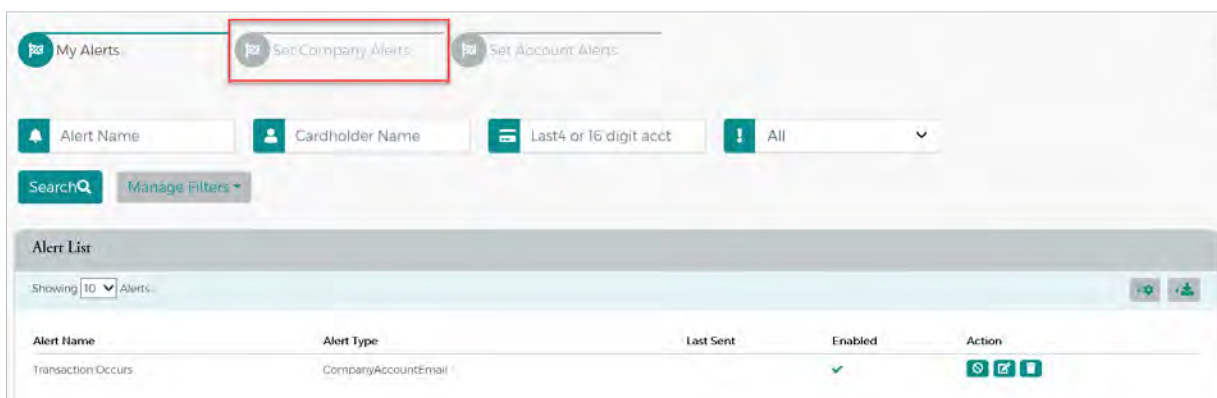 My Alerts
Set Company Alerts
Set Account Alerts
Alert Name
Cardholder Name
Last4 or 16 digit acct
All
Search
Manage Filters
Alert List
Showing 10 Alerts.
Alert Name Alert Type Last Sent Enabled Action
Transaction Occurs CompanyAccountEmail